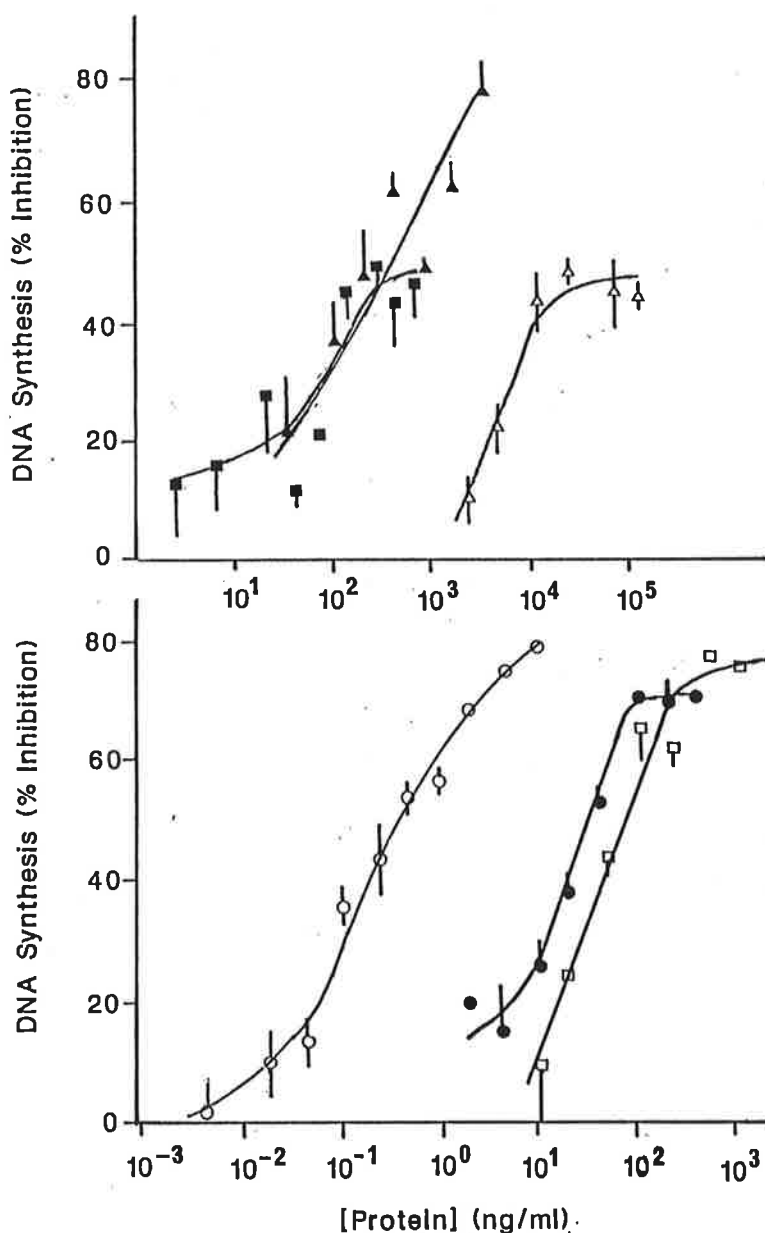 DNA Synthesis (% Inhibition)
80
60
40
20
0
10¹ 10² 10³ 10⁴ 10⁵
DNA Synthesis (% Inhibition)
80
60
40
20
0
10⁻³ 10⁻² 10⁻¹ 10⁰ 10¹ 10² 10³
[Protein] (ng/ml)